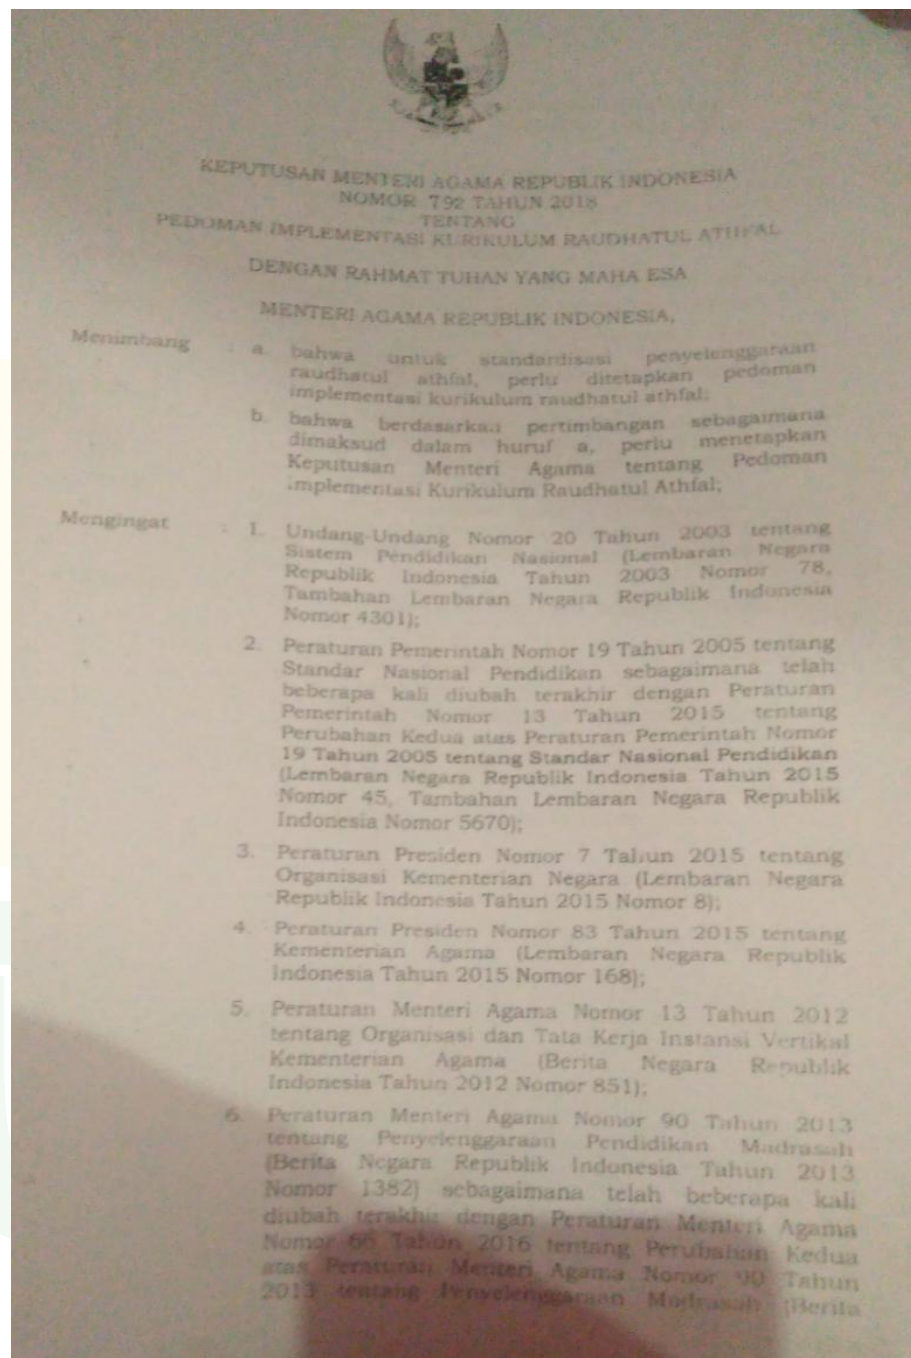 KEPUTUSAN MENTERI AGAMA REPUBLIK INDONESIA
NOMOR 792 TAHUN 2018
TENTANG
PEDOMAN IMPLEMENTASI KURIKULUM RAUDHATUL ATHFAL
DENGAN RAHMAT TUHAN YANG MAHA ESA
MENTERI AGAMA REPUBLIK INDONESIA,
Menimbang : a. bahwa untuk standardisasi penyelenggaraan
raudhatul athfal, perlu ditetapkan pedoman
implementasi kurikulum raudhatul athfal;
b. bahwa berdasarkan pertimbangan sebagaimana
dimaksud dalam huruf a, perlu menetapkan
Keputusan Menteri Agama tentang Pedoman
implementasi Kurikulum Raudhatul Athfal;
Mengingat : 1. Undang-Undang Nomor 20 Tahun 2003 tentang
Sistem Pendidikan Nasional (Lembaran Negara
Republik Indonesia Tahun 2003 Nomor 78,
Tambahan Lembaran Negara Republik Indonesia
Nomor 4301);
2. Peraturan Pemerintah Nomor 19 Tahun 2005 tentang
Standar Nasional Pendidikan sebagaimana telah
beberapa kali diubah terakhir dengan Peraturan
Pemerintah Nomor 13 Tahun 2015 tentang
Perubahan Kedua atas Peraturan Pemerintah Nomor
19 Tahun 2005 tentang Standar Nasional Pendidikan
(Lembaran Negara Republik Indonesia Tahun 2015
Nomor 45, Tambahan Lembaran Negara Republik
Indonesia Nomor 5670);
3. Peraturan Presiden Nomor 7 Tahun 2015 tentang
Organisasi Kementerian Negara (Lembaran Negara
Republik Indonesia Tahun 2015 Nomor 8);
4. Peraturan Presiden Nomor 83 Tahun 2015 tentang
Kementerian Agama (Lembaran Negara Republik
Indonesia Tahun 2015 Nomor 168);
5. Peraturan Menteri Agama Nomor 13 Tahun 2012
tentang Organisasi dan Tata Kerja Instansi Vertikal
Kementerian Agama (Berita Negara Republik
Indonesia Tahun 2012 Nomor 851);
6. Peraturan Menteri Agama Nomor 90 Tahun 2013
tentang Penyelenggaraan Pendidikan Madrasah
(Berita Negara Republik Indonesia Tahun 2013
Nomor 1382) sebagaimana telah beberapa kali
diubah terakhir dengan Peraturan Menteri Agama
Nomor 66 Tahun 2016 tentang Perubahan Kedua
atas Peraturan Menteri Agama Nomor 90 Tahun
2013 tentang Penyelenggaraan Madrasah (Berita